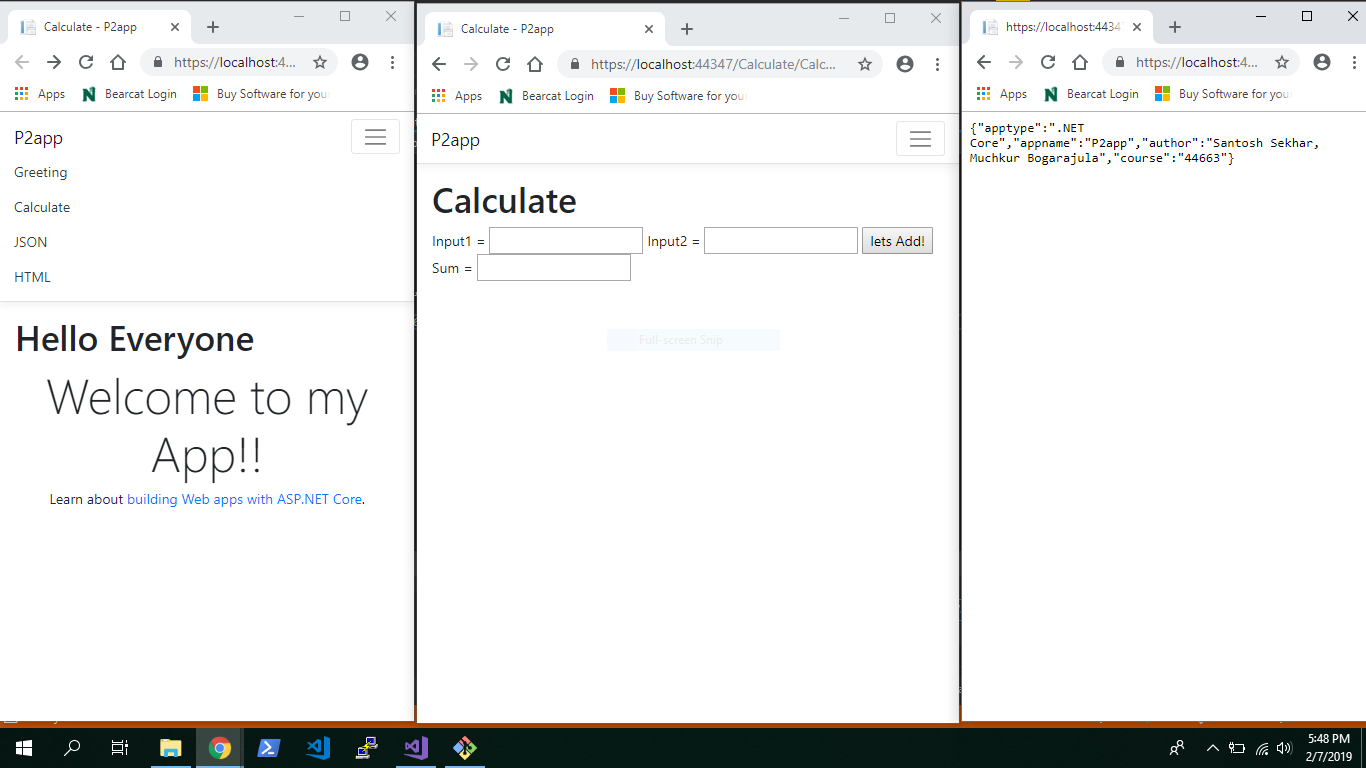 Calculate - P2app
https://localhost:4...
Apps
Bearcat Login
Buy Software for you
P2app
Greeting
Calculate
JSON
HTML
Hello Everyone
Welcome to my
App!!
Learn about building Web apps with ASP.NET Core.
Calculate - P2app
https://localhost:44347/Calculate/Calc...
Apps
Bearcat Login
Buy Software for your
P2app
Calculate
Input1 =
Input2 =
lets Add!
Sum =
Full-screen Snip
https://localhost:4434
https://localhost:4...
Apps
Bearcat Login
Buy Software for you
{"apptype":".NET
Core","appname":"P2app","author":"Santosh Sekhar,
Muchkur Bogarajula","course":"44663"}
5:48 PM
2/7/2019